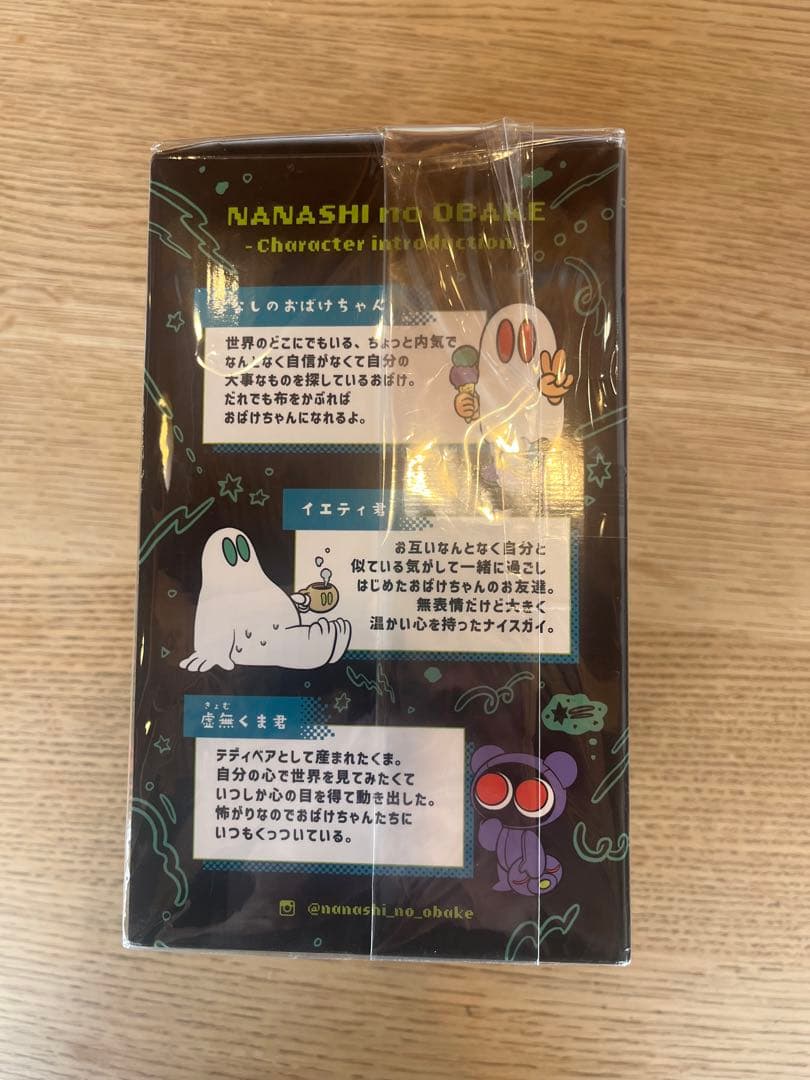 NANASHI no OBAKE
- Character introduction -
なしのおばけちゃん
世界のどこにでもいる、ちょっと内気で
なんとなく自信がなくて自分の
大事なものを探しているおばけ。
だれでも布をかぶれば
おばけちゃんになれるよ。
イエティ君
お互いなんとなく自分と
似ている気がして一緒に過ごし
はじめたおばけちゃんのお友達。
無表情だけど大きく
温かい心を持ったナイスガイ。
きょむ
虚無くま君
テディベアとして産まれたくま。
自分の心で世界を見てみたくて
いつしか心の目を得て動き出した。
怖がりなのでおばけちゃんたちに
いつもくっついている。
@nanashi_no_obake